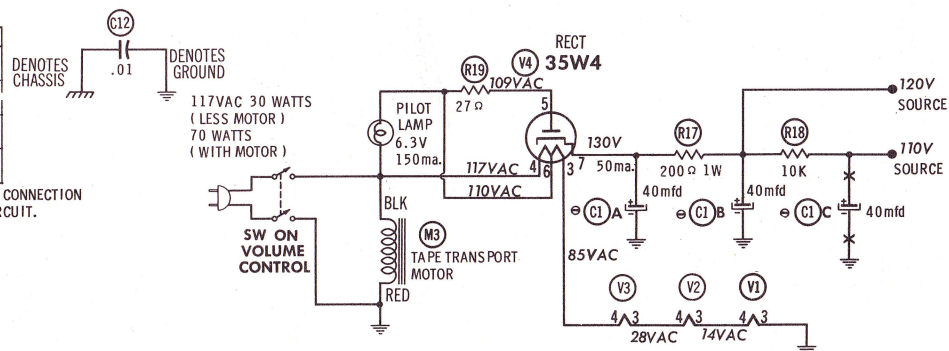 C12
DENOTES
CHASSIS
.01
DENOTES
GROUND
CONNECTION
CUIT.
117VAC 30 WATTS
( LESS MOTOR )
70 WATTS
( WITH MOTOR )
SW ON
VOLUME
CONTROL
PILOT
LAMP
6.3V
150ma.
BLK
M3
TAPE TRANSPORT
MOTOR
RED
R19
27 Ω
109VAC
V4
RECT
35W4
5
4
6
3
7
117VAC
110VAC
130V
50ma.
85VAC
R17
200 Ω 1W
R18
10K
120V
SOURCE
110V
SOURCE
40mfd
⊖ C1 A
40mfd
⊖ C1 B
⊖ C1 C
40mfd
V3
V2
V1
4 3
4 3
4 3
28VAC
14VAC